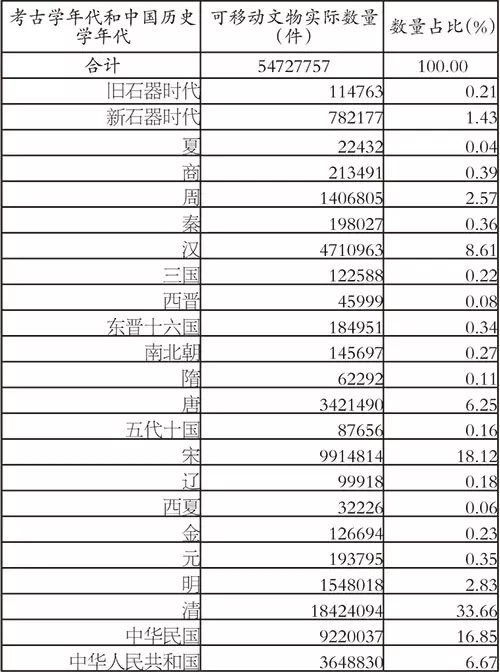 考古学年代和中国历史学年代 可移动文物实际数量(件) 数量占比(%)
合计 54727757 100.00
旧石器时代 114763 0.21
新石器时代 782177 1.43
夏 22432 0.04
商 213491 0.39
周 1406805 2.57
秦 198027 0.36
汉 4710963 8.61
三国 122588 0.22
西晋 45999 0.08
东晋十六国 184951 0.34
南北朝 145697 0.27
隋 62292 0.11
唐 3421490 6.25
五代十国 87656 0.16
宋 9914814 18.12
辽 99918 0.18
西夏 32226 0.06
金 126694 0.23
元 193795 0.35
明 1548018 2.83
清 18424094 33.66
中华民国 9220037 16.85
中华人民共和国 3648830 6.67